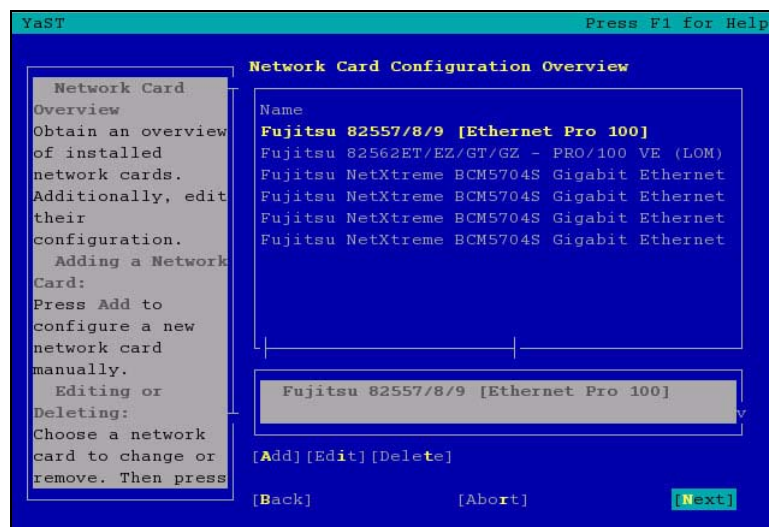 YaST Press F1 for Help
Network Card
Overview
Obtain an overview
of installed
network cards.
Additionally, edit
their
configuration.
Adding a Network
Card:
Press Add to
configure a new
network card
manually.
Editing or
Deleting:
Choose a network
card to change or
remove. Then press
Network Card Configuration Overview
Name
Fujitsu 82557/8/9 [Ethernet Pro 100]
Fujitsu 82562ET/EZ/GT/GZ - PRO/100 VE (LOM)
Fujitsu NetXtreme BCM5704S Gigabit Ethernet
Fujitsu NetXtreme BCM5704S Gigabit Ethernet
Fujitsu NetXtreme BCM5704S Gigabit Ethernet
Fujitsu NetXtreme BCM5704S Gigabit Ethernet
Fujitsu 82557/8/9 [Ethernet Pro 100]
v
[Add][Edit][Delete]
[Back] [Abort] [Next]